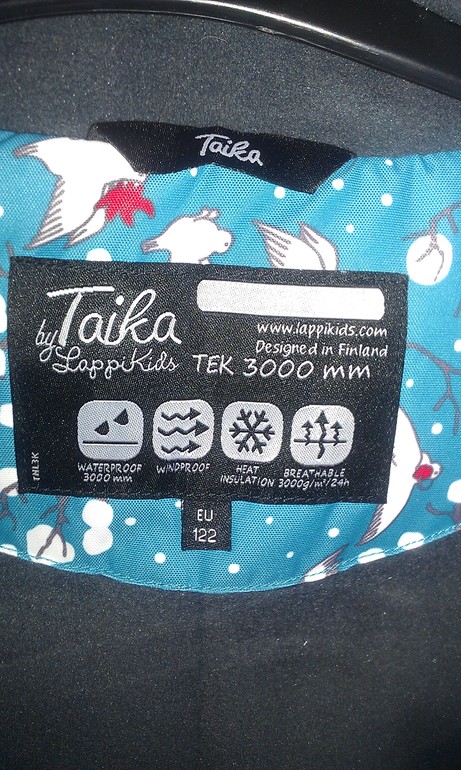 Taika
Taika
by LappiKids
www.lappikids.com
Designed in Finland
TEK 3000 mm
WATERPROOF
3000 mm
WINDPROOF
HEAT
INSULATION
BREATHABLE
3000g/m²/24h
TNL3K
EU
122